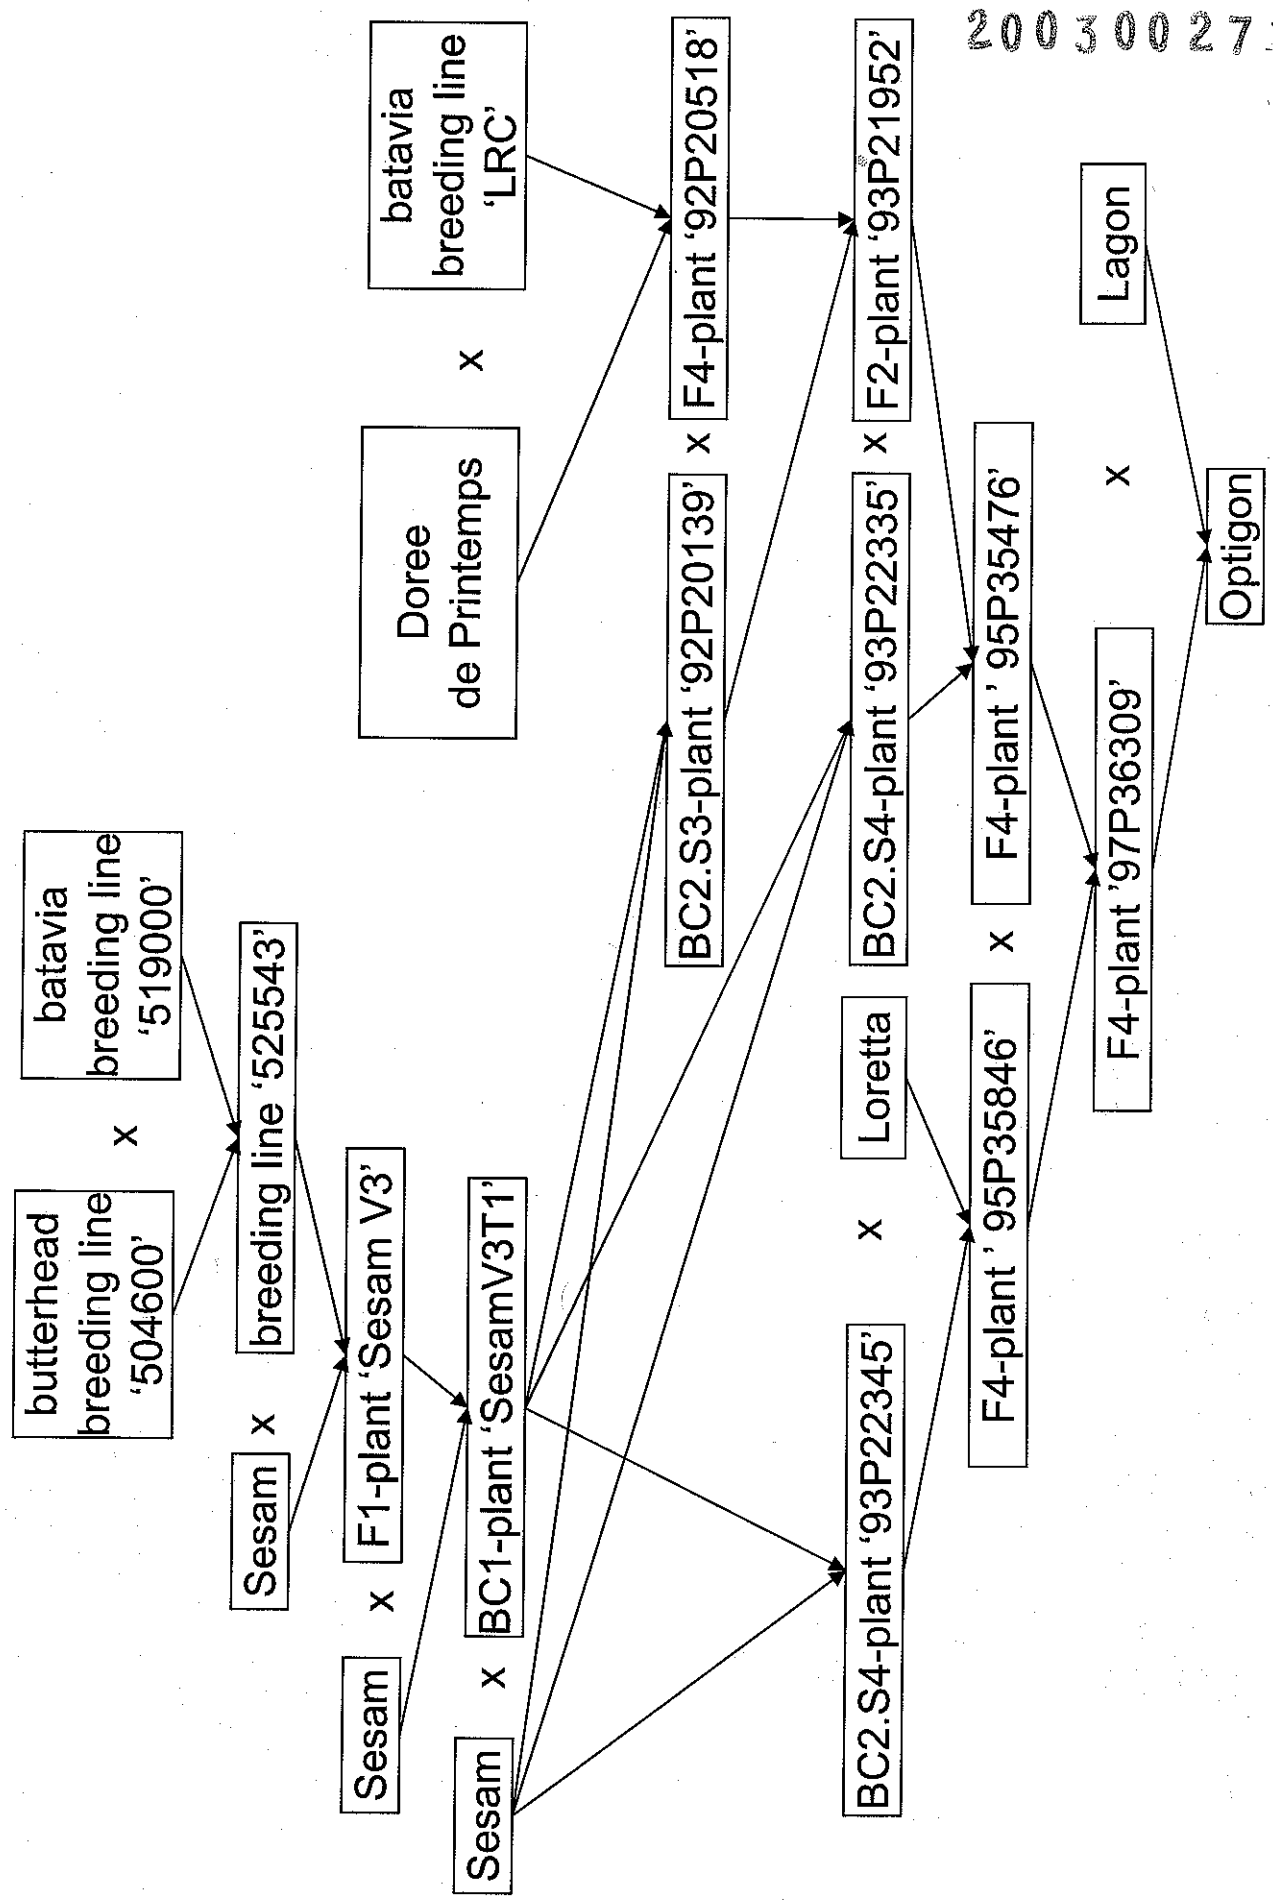 butterhead
breeding line
‘504600’
x
batavia
breeding line
‘519000’
Sesam
x
breeding line ‘525543’
Sesam
x
F1-plant ‘Sesam V3’
Doree
de Printemps
x
batavia
breeding line
‘LRC’
Sesam
x
BC1-plant ‘SesamV3T1’
BC2.S3-plant ‘92P20139’
x
F4-plant ‘92P20518’
BC2.S4-plant ‘93P22345’
x
Loretta
BC2.S4-plant ‘93P22335’
x
F2-plant ‘93P21952’
F4-plant ’ 95P35846’
x
F4-plant ’ 95P35476’
F4-plant ‘97P36309’
x
Lagon
Optigon
20030027